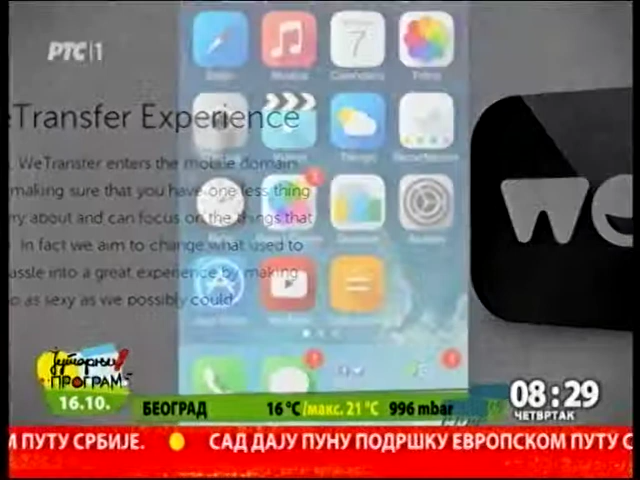 РТС|1
7
eTransfer Experience
WeTransfer enters the mobile domain
making sure that you have one less thing
ry about and can focus on the things that
. In fact we aim to change what used to
assle into a great experience by making
o as sexy as we possibly could.
we
Јутарњи
ПРОГРАМ
16.10.
БЕОГРАД 16°C/макс. 21°C 996 mbar
08:29
ЧЕТВРТАК
М ПУТУ СРБИЈЕ. САД ДАЈУ ПУНУ ПОДРШКУ ЕВРОПСКОМ ПУТУ С